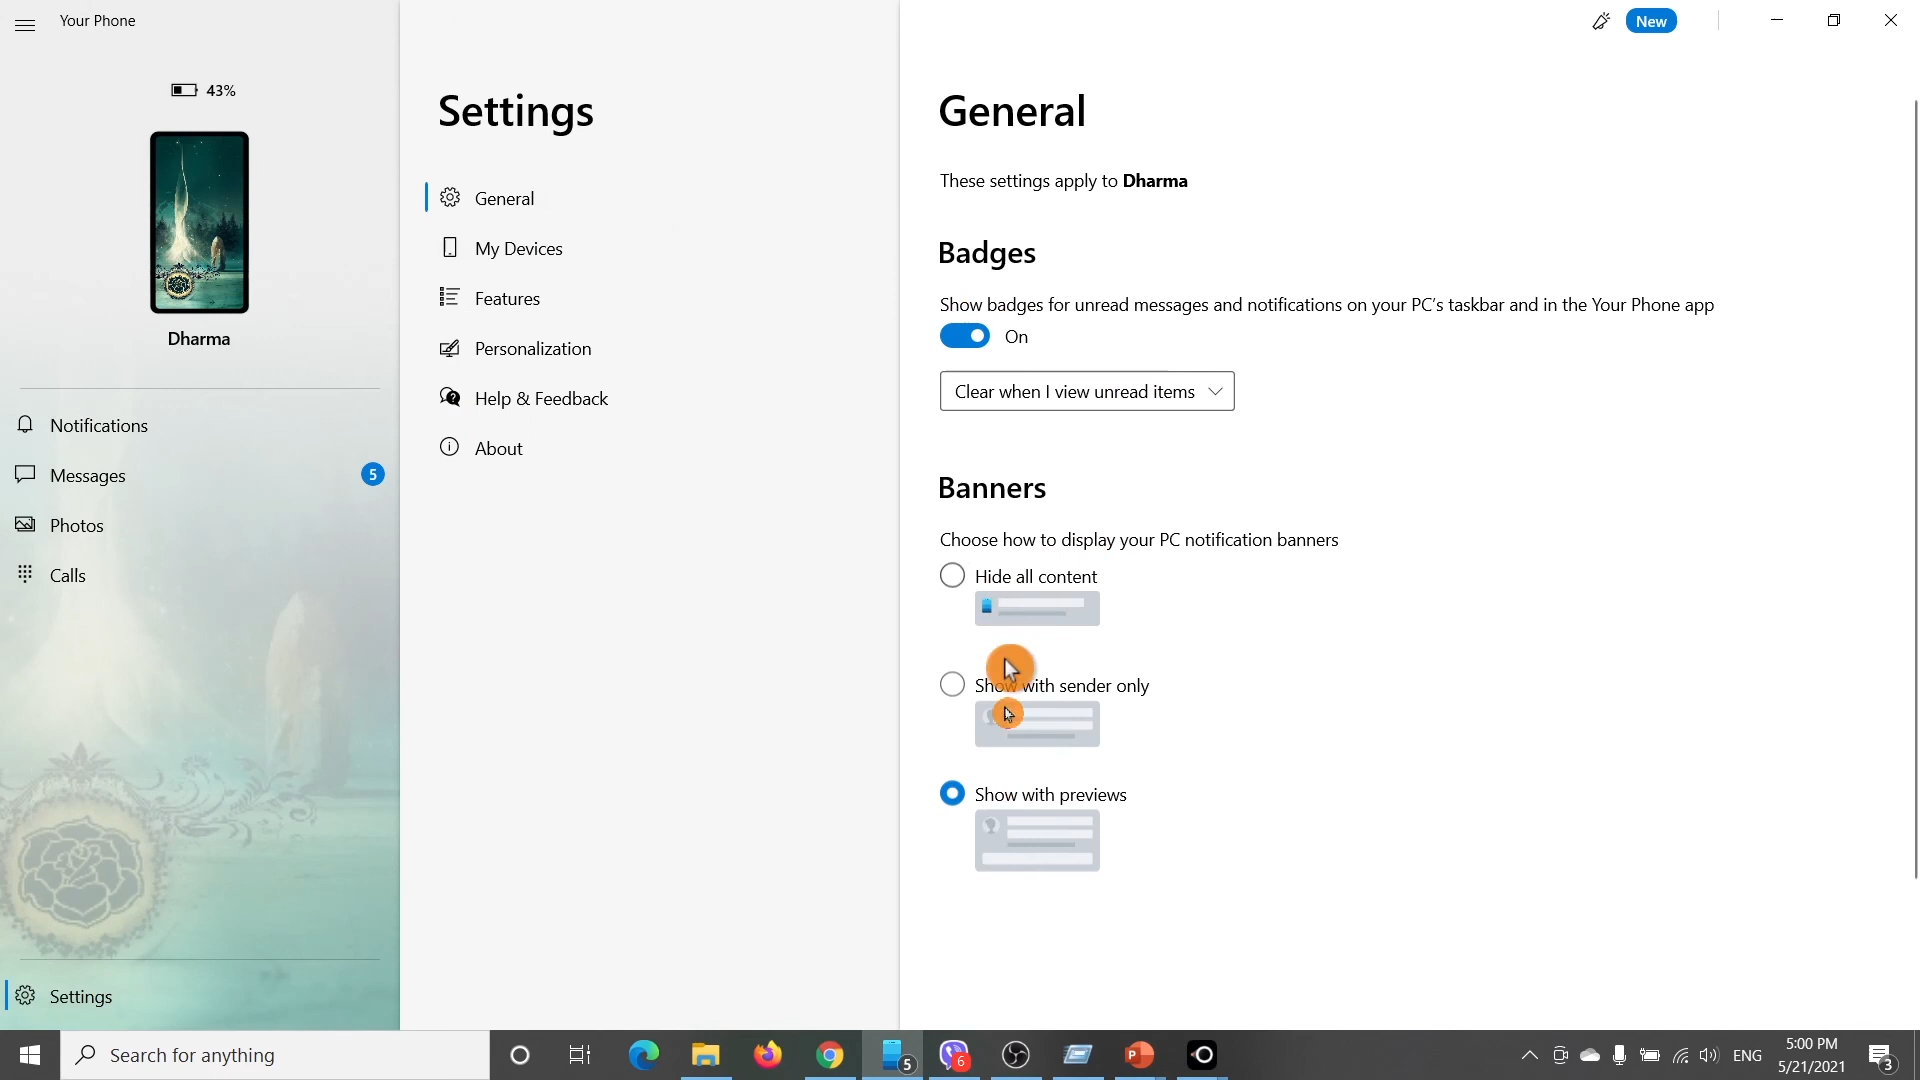 Your Phone
New
43%
Dharma
Notifications
Messages
5
Photos
Calls
Settings
Settings
General
My Devices
Features
Personalization
Help & Feedback
About
General
These settings apply to Dharma
Badges
Show badges for unread messages and notifications on your PC's taskbar and in the Your Phone app
On
Clear when I view unread items
Banners
Choose how to display your PC notification banners
Hide all content
Show with sender only
Show with previews
Search for anything
5
6
P
ENG
5:00 PM
5/21/2021
3